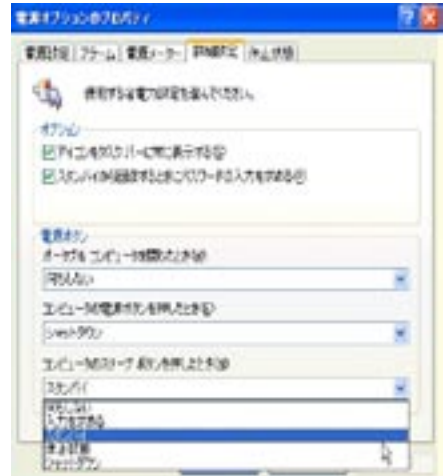 電源オプションのプロパティ
電源設定 アラーム 電源メーター 詳細設定 休止状態
使用する省電力設定を選んでください。
オプション
アイコンをタスク バーに常に表示する
スタンバイから回復するときにパスワードの入力を求める
電源ボタン
ポータブル コンピュータを閉じたとき
何もしない
コンピュータの電源ボタンを押したとき
シャットダウン
コンピュータのスリープ ボタンを押したとき
スタンバイ
何もしない
入力を求める
スタンバイ
休止状態
シャットダウン